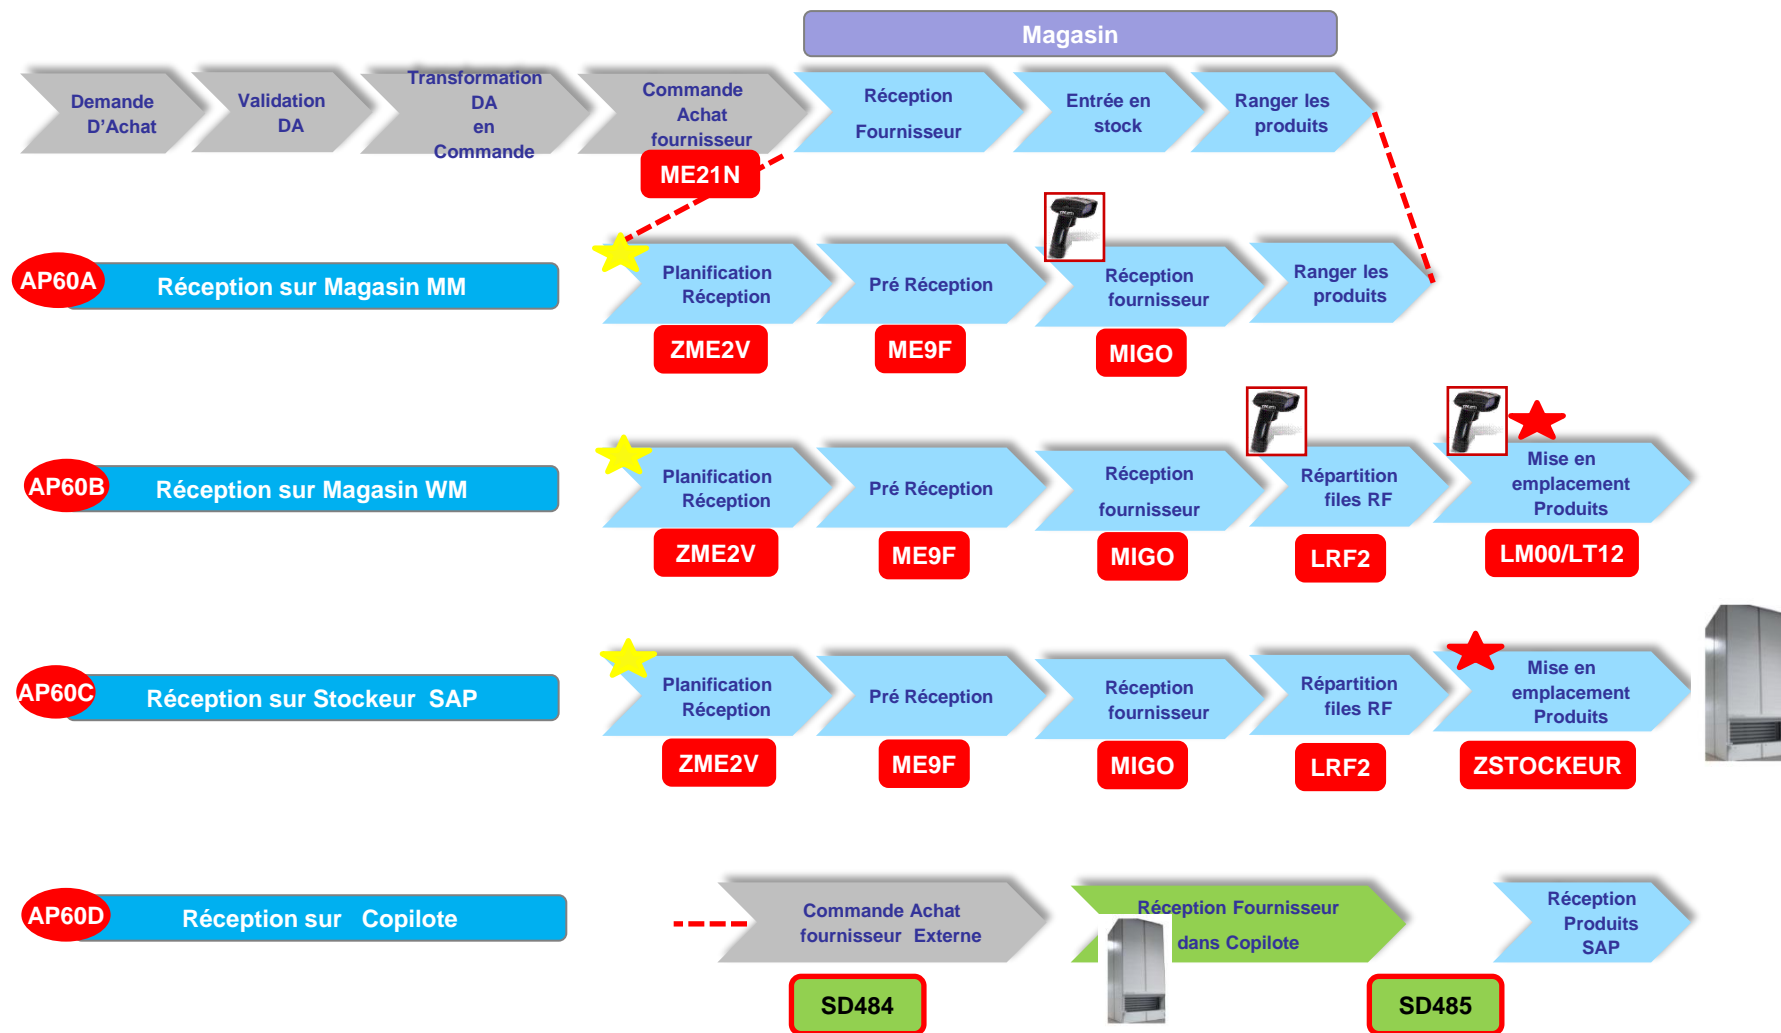 Magasin
Demande
D'Achat
Validation
DA
Transformation
DA
en
Commande
Commande
Achat
fournisseur
ME21N
Réception
Fournisseur
Entrée en
stock
Ranger les
produits
AP60A
Réception sur Magasin MM
Planification
Réception
ZME2V
Pré Réception
ME9F
Réception
fournisseur
MIGO
Ranger les
produits
AP60B
Réception sur Magasin WM
Planification
Réception
ZME2V
Pré Réception
ME9F
Réception
fournisseur
MIGO
Répartition
files RF
LRF2
Mise en
emplacement
Produits
LM00/LT12
AP60C
Réception sur Stockeur SAP
Planification
Réception
ZME2V
Pré Réception
ME9F
Réception
fournisseur
MIGO
Répartition
files RF
LRF2
Mise en
emplacement
Produits
ZSTOCKEUR
AP60D
Réception sur Copilote
Commande Achat
fournisseur Externe
SD484
Réception Fournisseur
dans Copilote
SD485
Réception
Produits
SAP